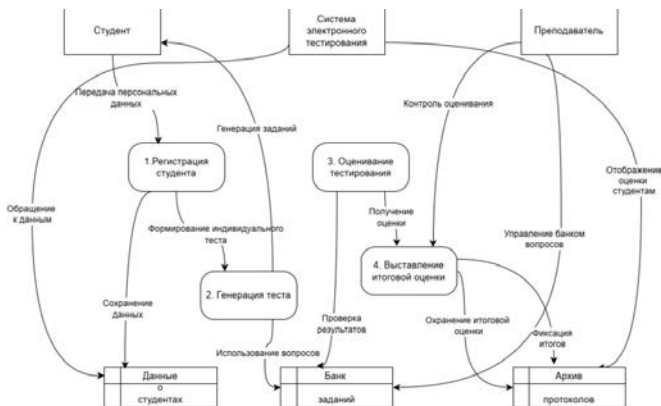 Студент
Система
электронного
тестирования
Преподаватель
Передача персональных
данных
Генерация заданий
Контроль оценивания
1.Регистрация
студента
3. Оценивание
тестирования
Отображение
оценки
студентам
Обращение
к данным
Формирование индивидуального
теста
Получение
оценки
Управление банком
вопросов
2. Генерация теста
4. Выставление
итоговой оценки
Сохранение
данных
Проверка
результатов
Охранение итоговой
оценки
Фиксация
итогов
Использование вопросов
Данные
о
студентах
Банк
заданий
Архив
протоколов